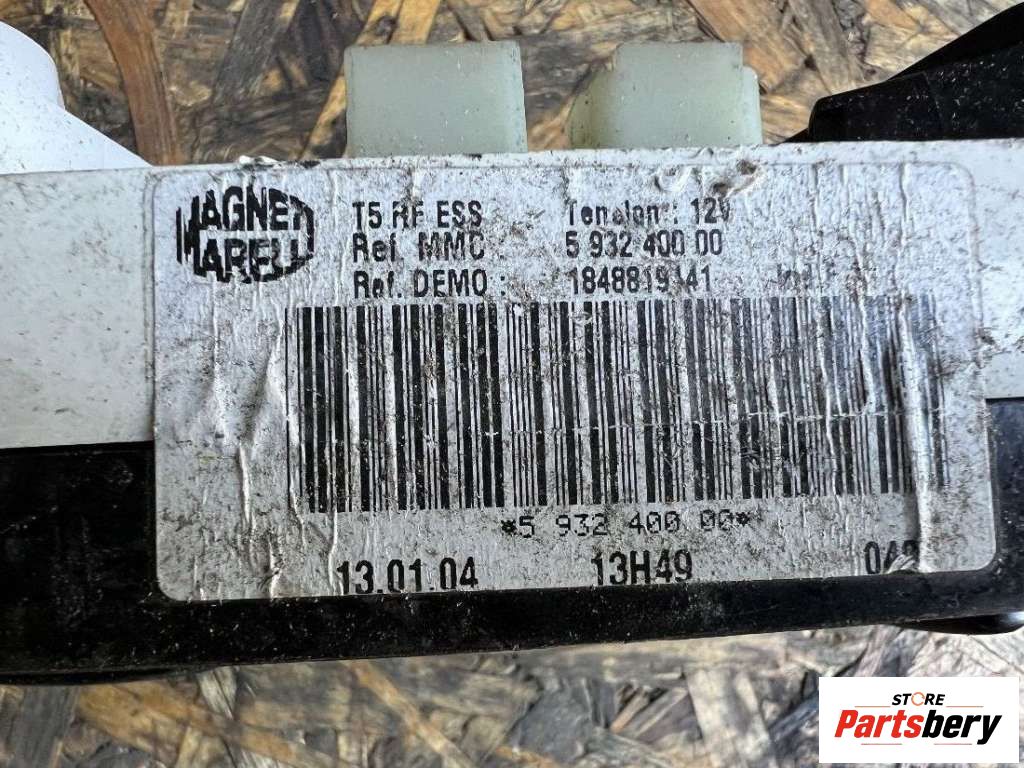 MAGNETI
MARELLI
T5 RF ESS Tension : 12V
Ref. MMC : 5 932 400 00
Ref. DEMO :
*5 932 400 00*
13.01.04 13H49
STORE
Partsbery